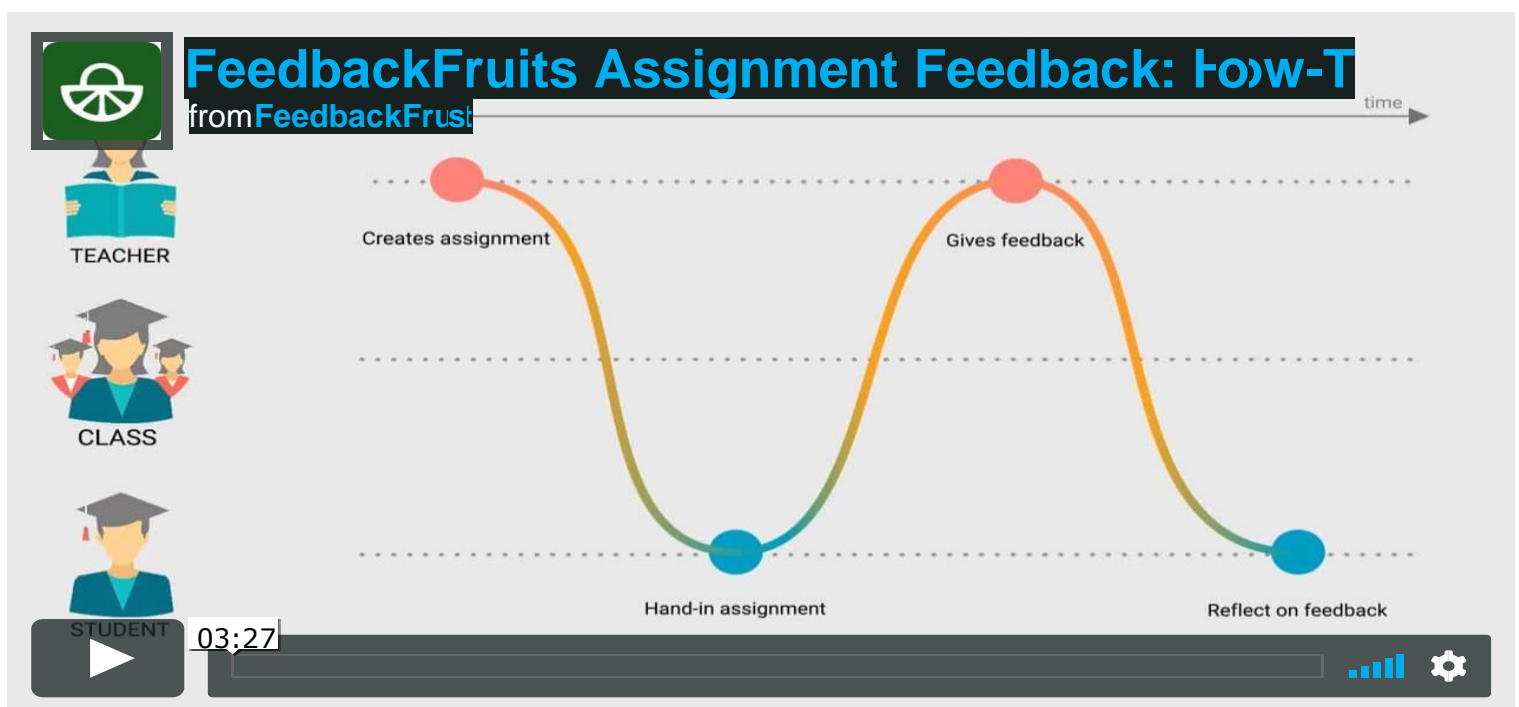 FeedbackFruits Assignment Feedback: How-T
from
time
TEACHER
Creates assignment
Gives feedback
CLASS
Hand-in assignment
Reflect on feedback
STUDENT
03:27